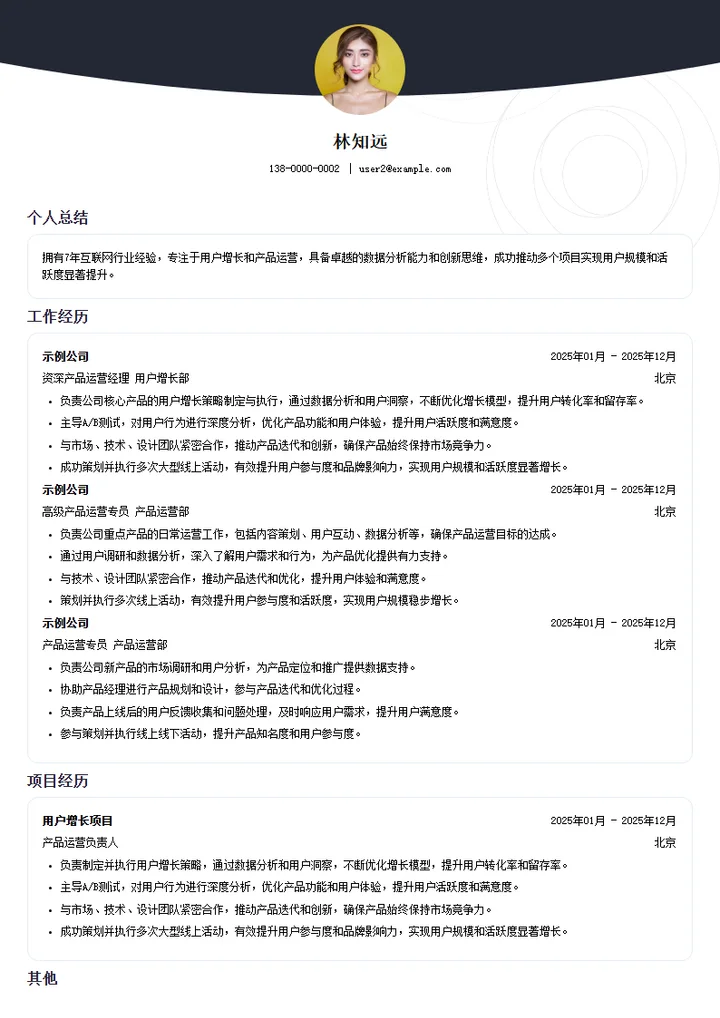 林知远
138-0000-0002 | user2@example.com
个人总结
拥有7年互联网行业经验，专注于用户增长和产品运营，具备卓越的数据分析能力和创新思维，成功推动多个项目实现用户规模和活
跃度显著提升。
工作经历
示例公司 2025年01月 - 2025年12月
资深产品运营经理 用户增长部 北京
• 负责公司核心产品的用户增长策略制定与执行，通过数据分析和用户洞察，不断优化增长模型，提升用户转化率和留存率。
• 主导A/B测试，对用户行为进行深度分析，优化产品功能和用户体验，提升用户活跃度和满意度。
• 与市场、技术、设计团队紧密合作，推动产品迭代和创新，确保产品始终保持市场竞争力。
• 成功策划并执行多次大型线上活动，有效提升用户参与度和品牌影响力，实现用户规模和活跃度显著增长。
示例公司 2025年01月 - 2025年12月
高级产品运营专员 产品运营部 北京
• 负责公司重点产品的日常运营工作，包括内容策划、用户互动、数据分析等，确保产品运营目标的达成。
• 通过用户调研和数据分析，深入了解用户需求和行为，为产品优化提供有力支持。
• 与技术、设计团队紧密合作，推动产品迭代和优化，提升用户体验和满意度。
• 策划并执行多次线上活动，有效提升用户参与度和活跃度，实现用户规模稳步增长。
示例公司 2025年01月 - 2025年12月
产品运营专员 产品运营部 北京
• 负责公司新产品的市场调研和用户分析，为产品定位和推广提供数据支持。
• 协助产品经理进行产品规划和设计，参与产品迭代和优化过程。
• 负责产品上线后的用户反馈收集和问题处理，及时响应用户需求，提升用户满意度。
• 参与策划并执行线上线下活动，提升产品知名度和用户参与度。
项目经历
用户增长项目 2025年01月 - 2025年12月
产品运营负责人 北京
• 负责制定并执行用户增长策略，通过数据分析和用户洞察，不断优化增长模型，提升用户转化率和留存率。
• 主导A/B测试，对用户行为进行深度分析，优化产品功能和用户体验，提升用户活跃度和满意度。
• 与市场、技术、设计团队紧密合作，推动产品迭代和创新，确保产品始终保持市场竞争力。
• 成功策划并执行多次大型线上活动，有效提升用户参与度和品牌影响力，实现用户规模和活跃度显著增长。
其他